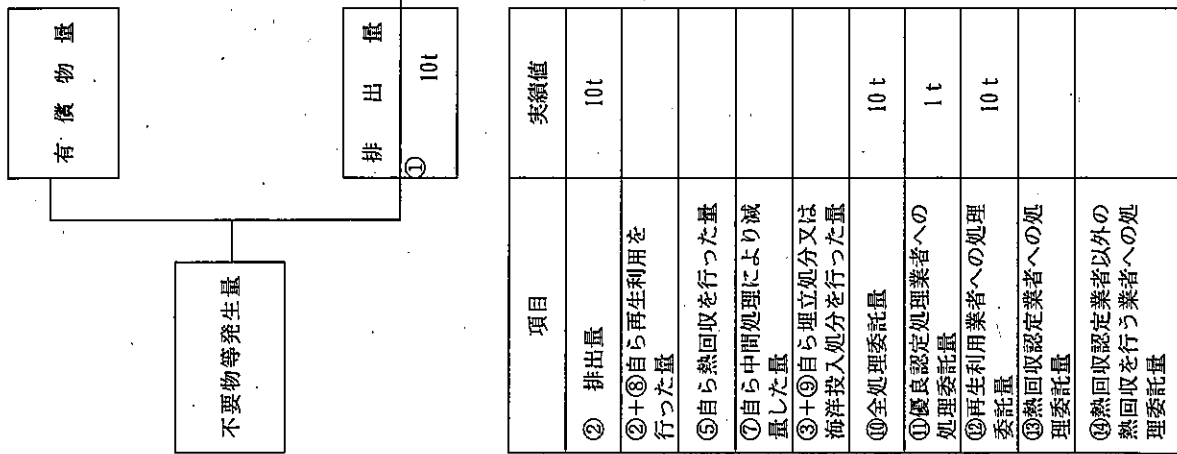 不要物等発生量
有償物量
排出量
①
10t
項目
実績値
② 排出量
10t
②+⑧自ら再生利用を
行った量
⑤自ら熱回収を行った量
⑦自ら中間処理により減
量した量
③+⑨自ら埋立処分又は
海洋投入処分を行った量
⑩全処理委託量
10t
⑪優良認定処理業者への
処理委託量
1t
⑫再生利用業者への処理
委託量
10t
⑬熱回収認定業者への処
理委託量
⑭熱回収認定業者以外の
熱回収を行う業者への処
理委託量